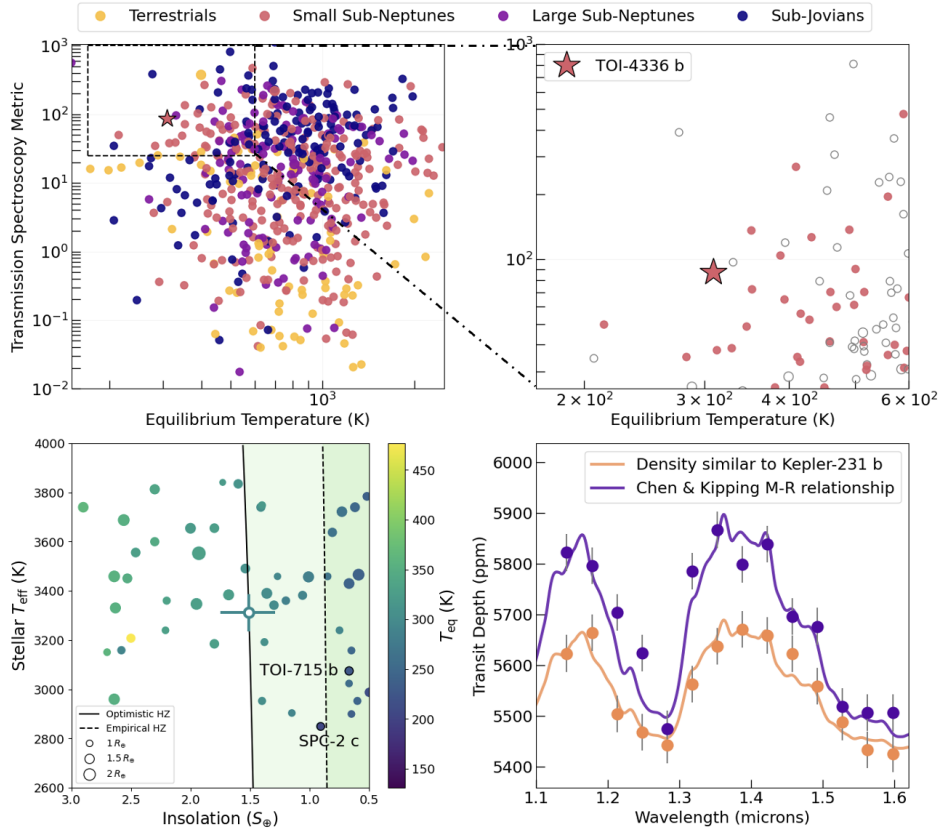 Terrestrials Small Sub-Neptunes Large Sub-Neptunes Sub-Jovians
Transmission Spectroscopy Metric
10³
10²
10¹
10⁰
10⁻¹
10⁻²
10³
Equilibrium Temperature (K)
TOI-4336 b
10³
10²
2 × 10² 3 × 10² 4 × 10² 6 × 10²
Equilibrium Temperature (K)
Stellar T_eff (K)
4000
3800
3600
3400
3200
3000
2800
2600
TOI-715 b
SPC-2 c
Optimistic HZ
Empirical HZ
1 R⊕
1.5 R⊕
2 R⊕
3.0 2.5 2.0 1.5 1.0 0.5
Insolation (S⊕)
450
400
350
300
250
200
150
T_eq (K)
Transit Depth (ppm)
6000
5900
5800
5700
5600
5500
5400
Density similar to Kepler-231 b
Chen & Kipping M-R relationship
1.1 1.2 1.3 1.4 1.5 1.6
Wavelength (microns)